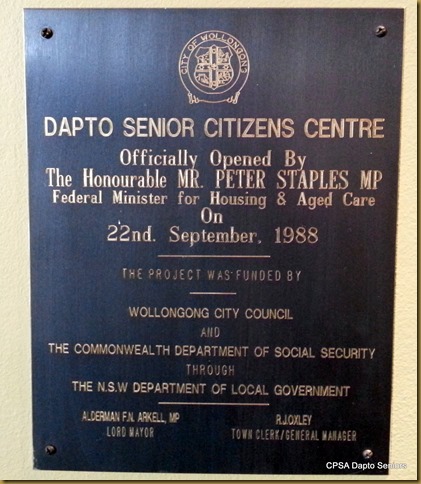 CITY OF WOLLONGONG
DAPTO SENIOR CITIZENS CENTRE
Officially Opened By
The Honourable MR. PETER STAPLES MP
Federal Minister for Housing & Aged Care
On
22nd. September, 1988
THE PROJECT WAS FUNDED BY
WOLLONGONG CITY COUNCIL
AND
THE COMMONWEALTH DEPARTMENT OF SOCIAL SECURITY
THROUGH
THE N.S.W DEPARTMENT OF LOCAL GOVERNMENT
ALDERMAN F.N. ARKELL, MP R.J.OXLEY
LORD MAYOR TOWN CLERK/GENERAL MANAGER
CPSA Dapto Seniors